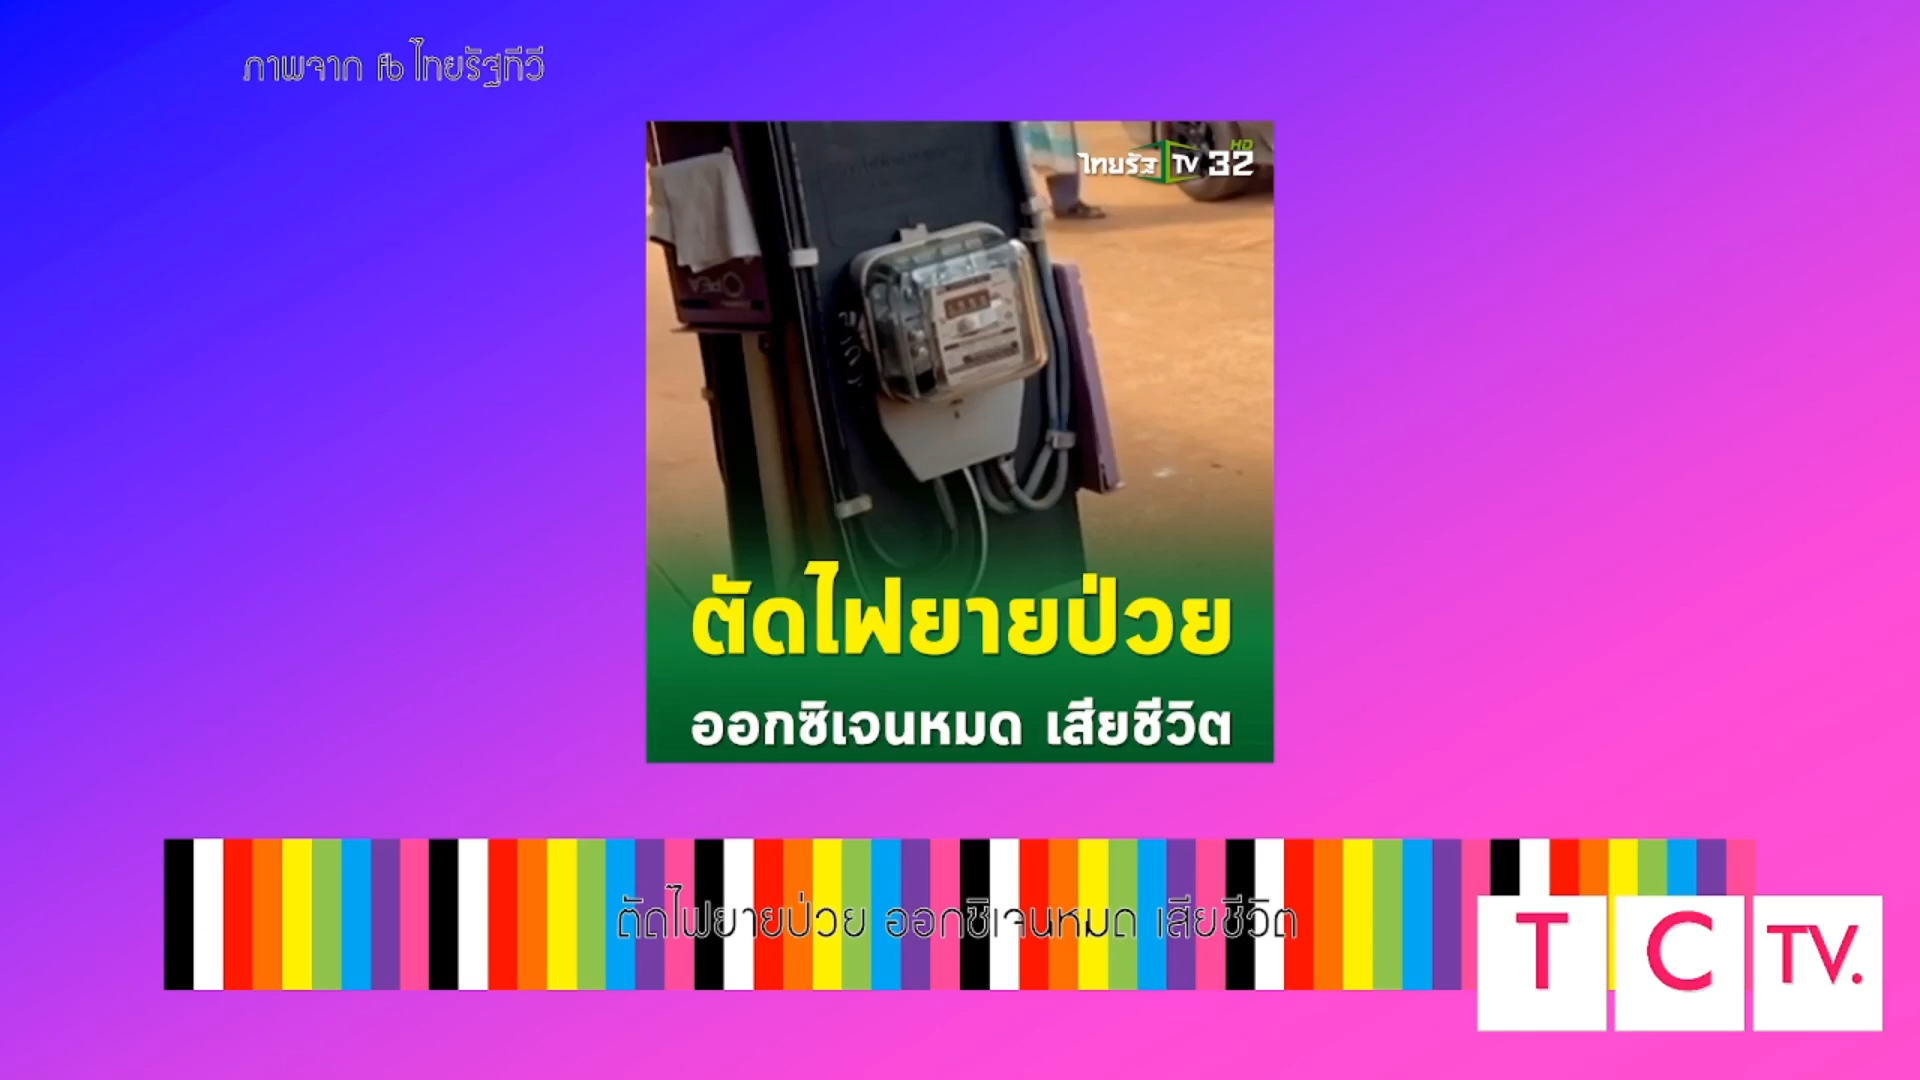 ภาพจาก fb ไทยรัฐทีวี
ไทยรัฐ TV 32 HD
PEA
ตัดไฟยายป่วย
ออกซิเจนหมด เสียชีวิต
ตัดไฟยายป่วย ออกซิเจนหมด เสียชีวิต
T C TV.